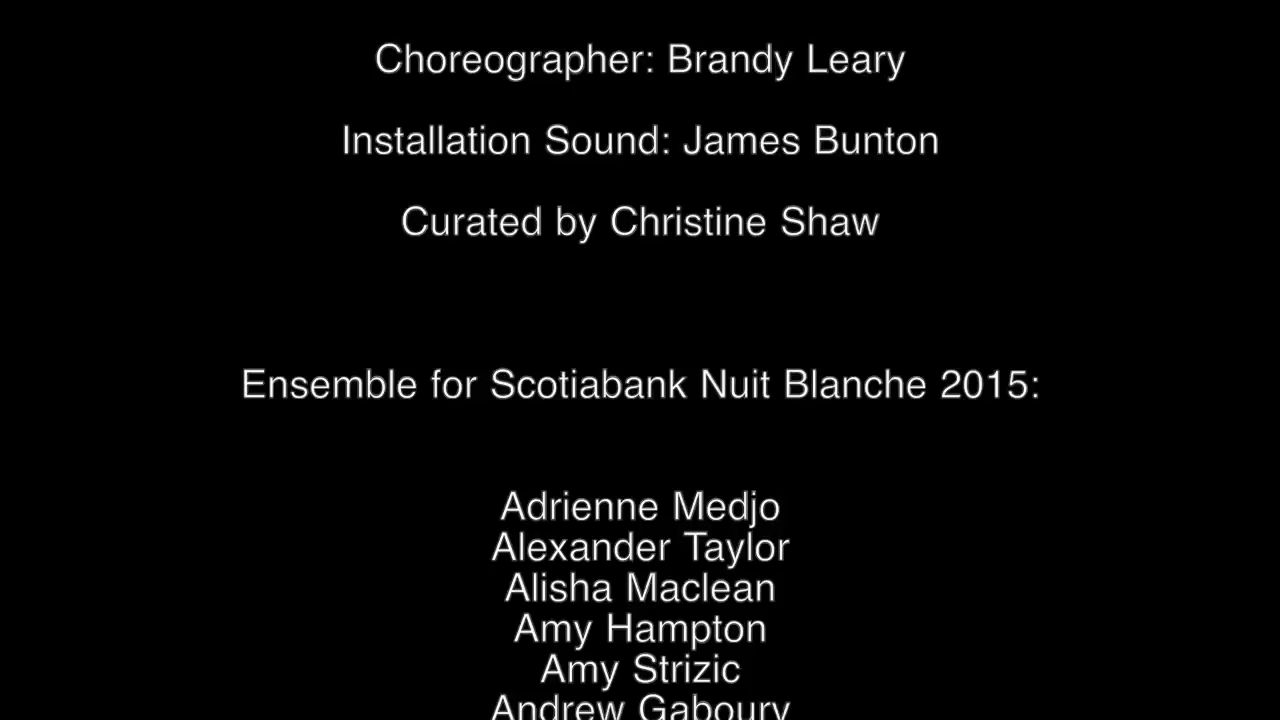 Choreographer: Brandy Leary
Installation Sound: James Bunton
Curated by Christine Shaw
Ensemble for Scotiabank Nuit Blanche 2015:
Adrienne Medjo
Alexander Taylor
Alisha Maclean
Amy Hampton
Amy Strizic
Andrew Gaboury